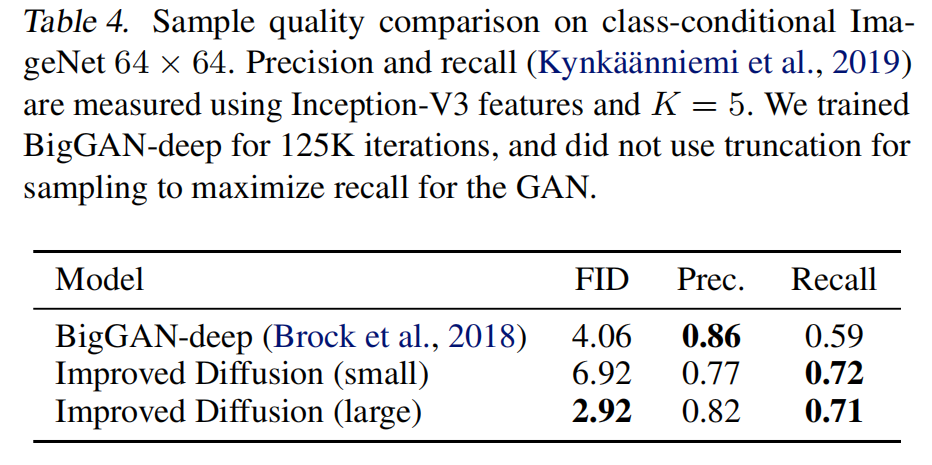 Table 4. Sample quality comparison on class-conditional Ima-
geNet 64 × 64. Precision and recall (Kynkäänniemi et al., 2019)
are measured using Inception-V3 features and K = 5. We trained
BigGAN-deep for 125K iterations, and did not use truncation for
sampling to maximize recall for the GAN.
Model FID Prec. Recall
BigGAN-deep (Brock et al., 2018) 4.06 0.86 0.59
Improved Diffusion (small) 6.92 0.77 0.72
Improved Diffusion (large) 2.92 0.82 0.71